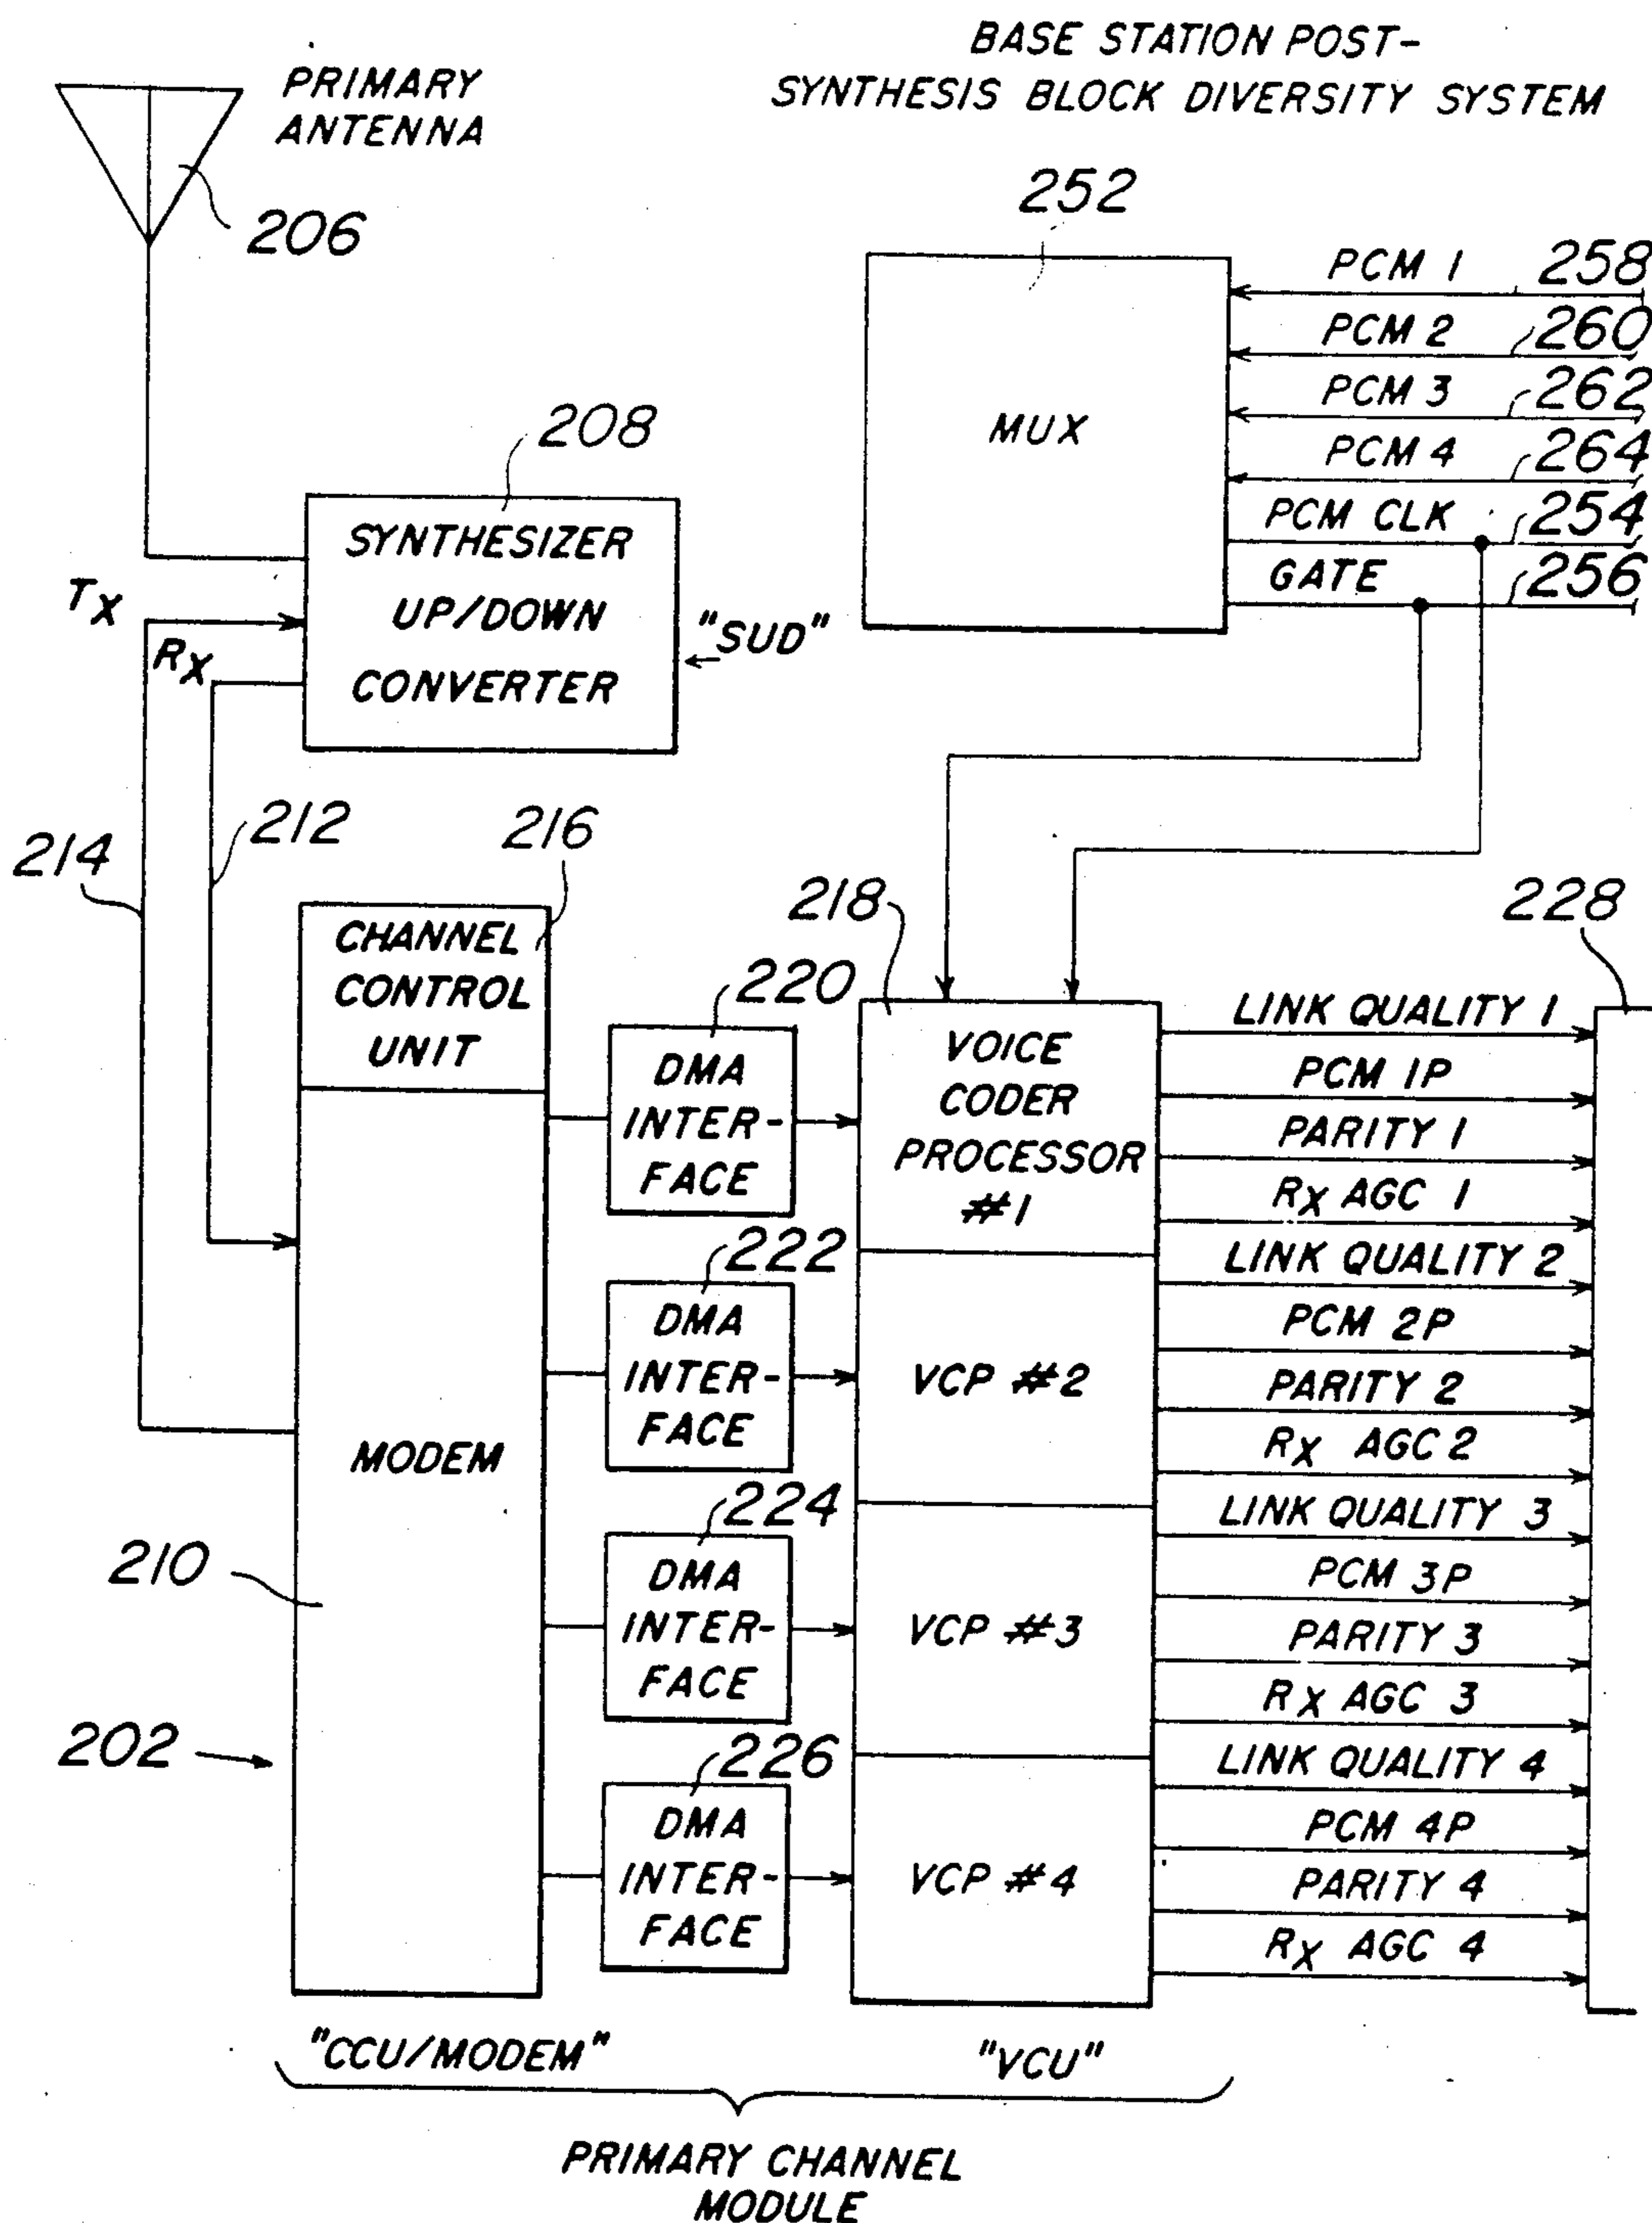 BASE STATION POST-
SYNTHESIS BLOCK DIVERSITY SYSTEM
PRIMARY
ANTENNA
206
252
MUX
PCM 1
258
PCM 2
260
PCM 3
262
PCM 4
264
PCM CLK
254
GATE
256
208
SYNTHESIZER
UP/DOWN
CONVERTER
"SUD"
TX
RX
214
212
216
CHANNEL
CONTROL
UNIT
MODEM
210
202
220
DMA
INTER-
FACE
222
DMA
INTER-
FACE
224
DMA
INTER-
FACE
226
DMA
INTER-
FACE
218
VOICE
CODER
PROCESSOR
#1
VCP #2
VCP #3
VCP #4
228
LINK QUALITY 1
PCM 1P
PARITY 1
RX AGC 1
LINK QUALITY 2
PCM 2P
PARITY 2
RX AGC 2
LINK QUALITY 3
PCM 3P
PARITY 3
RX AGC 3
LINK QUALITY 4
PCM 4P
PARITY 4
RX AGC 4
"CCU/MODEM"
"VCU"
PRIMARY CHANNEL
MODULE